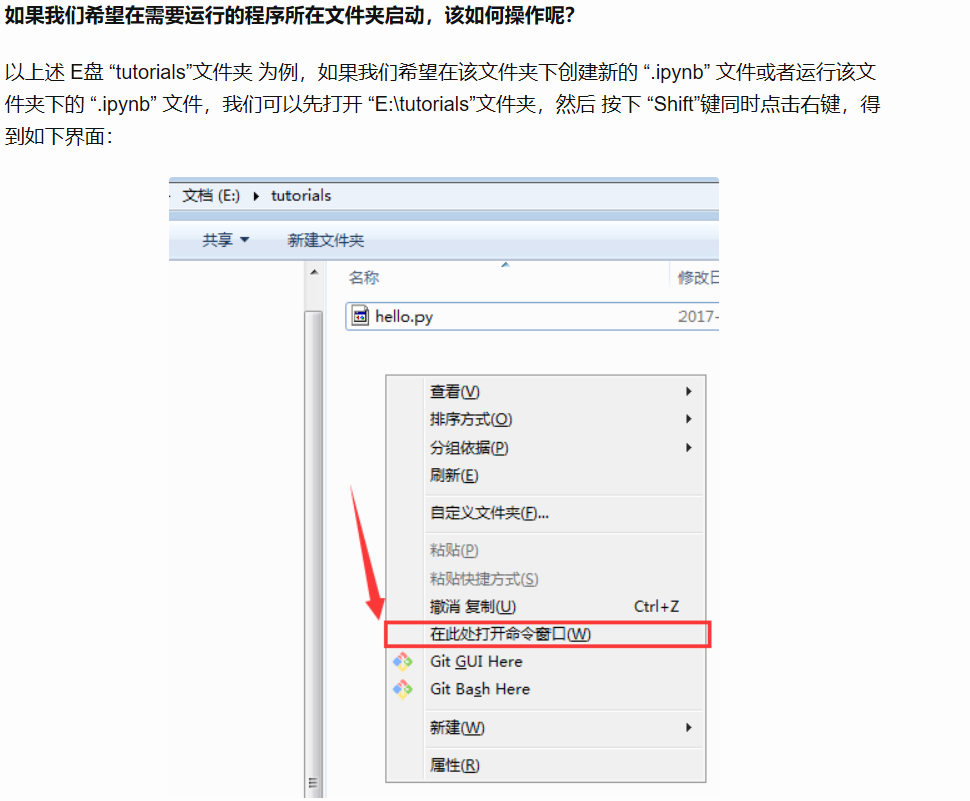 如果我们希望在需要运行的程序所在文件夹启动，该如何操作呢？
以上述 E盘 “tutorials”文件夹 为例，如果我们希望在该文件夹下创建新的 “.ipynb” 文件或者运行该文
件夹下的 “.ipynb” 文件，我们可以先打开 “E:\tutorials”文件夹，然后 按下 “Shift”键同时点击右键，得
到如下界面：
文档 (E:) ▸ tutorials
共享 新建文件夹
名称 修改日
hello.py 2017-
查看(V)
排序方式(O)
分组依据(P)
刷新(E)
自定义文件夹(F)...
粘贴(P)
粘贴快捷方式(S)
撤消 复制(U) Ctrl+Z
在此处打开命令窗口(W)
Git GUI Here
Git Bash Here
新建(W)
属性(R)